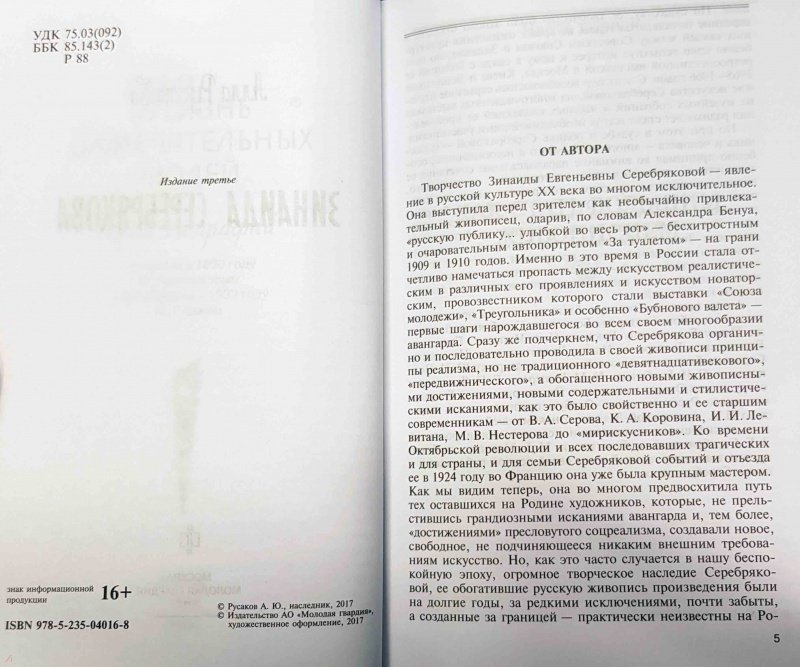 УДК 75.03(092)
ББК 85.143(2)
Р 88
Издание третье
ЗИНАИДА СЕРЕБРЯКОВА
знак информационной
продукции
16+
ISBN 978-5-235-04016-8
© Русаков А. Ю., наследник, 2017
© Издательство АО «Молодая гвардия»,
художественное оформление, 2017
ОТ АВТОРА
Творчество Зинаиды Евгеньевны Серебряковой — явле-
ние в русской культуре XX века во многом исключительное.
Она выступила перед зрителем как необычайно привлека-
тельный живописец, одарив, по словам Александра Бенуа,
«русскую публику... улыбкой во весь рот» — бесхитростным
и очаровательным автопортретом «За туалетом» — на грани
1909 и 1910 годов. Именно в это время в России стала от-
четливо намечаться пропасть между искусством реалистиче-
ским в различных его проявлениях и искусством новатор-
ским, провозвестником которого стали выставки «Союза
молодежи», «Треугольника» и особенно «Бубнового валета» —
первые шаги нарождавшегося во всем своем многообразии
авангарда. Сразу же подчеркнем, что Серебрякова органич-
но и последовательно проводила в своей живописи принци-
пы реализма, но не традиционного «девятнадцативекового»,
«передвижнического», а обогащенного новыми живописны-
ми достижениями, новыми содержательными и стилистиче-
скими исканиями, как это было свойственно и ее старшим
современникам — от В. А. Серова, К. А. Коровина, И. И. Ле-
витана, М. В. Нестерова до «мирискусников». Ко времени
Октябрьской революции и всех последовавших трагических
и для страны, и для семьи Серебряковой событий и отъезда
ее в 1924 году во Францию она уже была крупным мастером.
Как мы видим теперь, она во многом предвосхитила путь
тех оставшихся на Родине художников, которые, не прель-
стившись грандиозными исканиями авангарда и, тем более,
«достижениями» пресловутого соцреализма, создавали новое,
свободное, не подчиняющееся никаким внешним требова-
ниям искусство. Но, как это часто случается в нашу беспо-
койную эпоху, огромное творческое наследие Серебряко-
вой, ее обогатившие русскую живопись произведения были
на долгие годы, за редкими исключениями, почти забыты,
а созданные за границей — практически неизвестны на Ро-
5